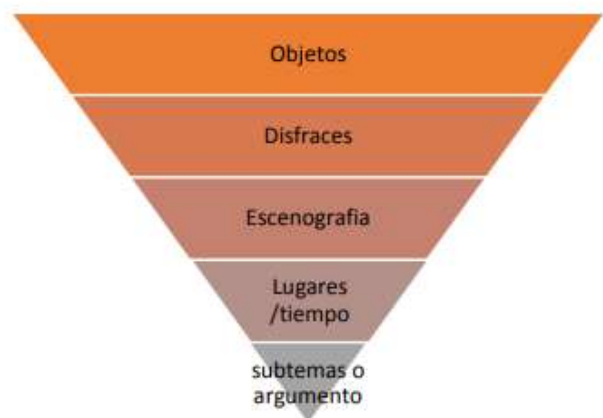 Objetos
Disfraces
Escenografia
Lugares
/tiempo
subtemas o
argumento